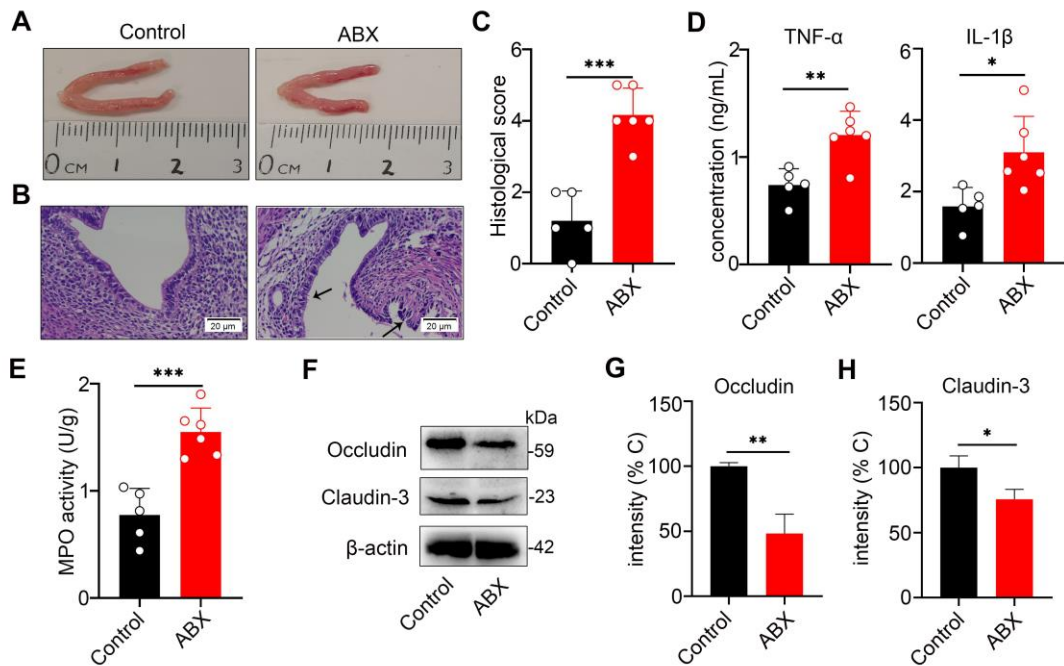 A
Control
ABX
0 CM 1 2 3
0 CM 1 2 3
B
20 μm
20 μm
C
Histological score
6
4
2
0
***
Control
ABX
D
TNF-α
concentration (ng/mL)
2
1
0
**
Control
ABX
IL-1β
6
4
2
0
*
Control
ABX
E
MPO activity (U/g)
2
1
0
***
Control
ABX
F
kDa
Occludin
-59
Claudin-3
-23
β-actin
-42
Control
ABX
G
Occludin
intensity (% C)
150
100
50
0
**
Control
ABX
H
Claudin-3
intensity (% C)
150
100
50
0
*
Control
ABX